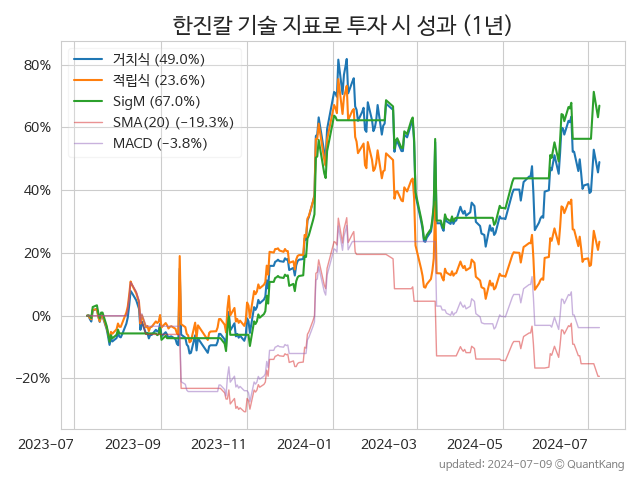 한진칼 기술 지표로 투자 시 성과 (1년)
거치식 (49.0%)
적립식 (23.6%)
SigM (67.0%)
SMA(20) (−19.3%)
MACD (−3.8%)
80%
60%
40%
20%
0%
−20%
2023-07 2023-09 2023-11 2024-01 2024-03 2024-05 2024-07
updated: 2024-07-09 © QuantKang